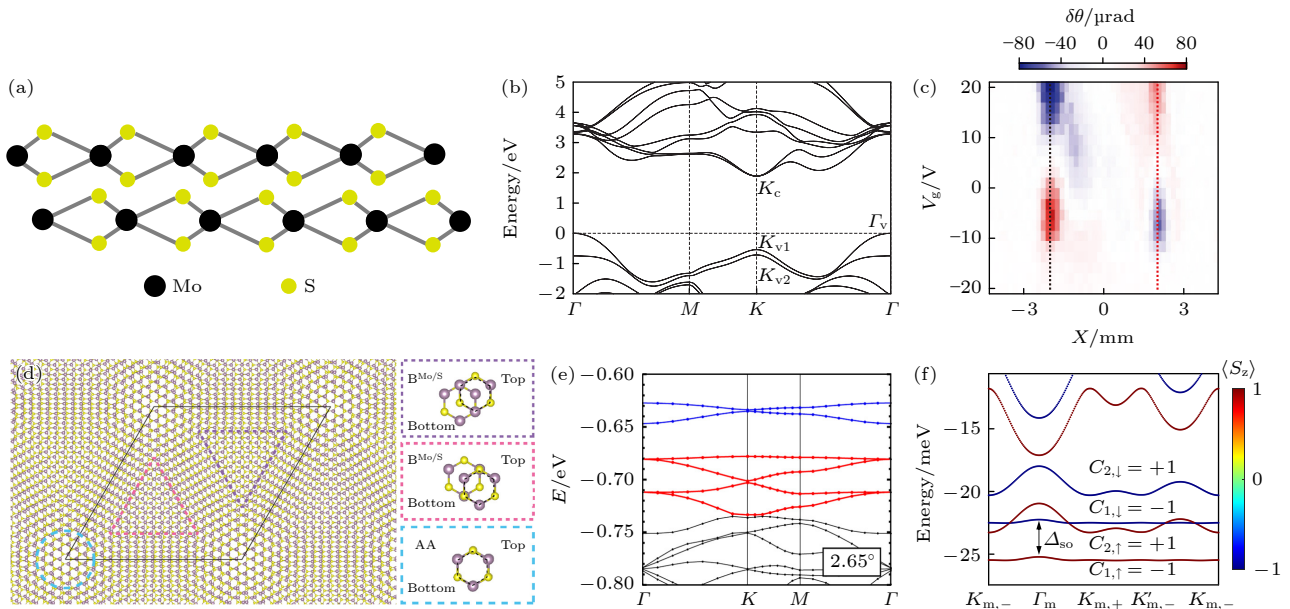 (a)
Mo
S
(b)
Energy/eV
5
4
3
2
1
0
−1
−2
K_c
Γ_v
K_v1
K_v2
Γ
M
K
Γ
δθ/μrad
−80
−40
0
40
80
(c)
V_g/V
20
10
0
−10
−20
−3
0
3
X/mm
(d)
B^Mo/S
Top
Bottom
B^Mo/S
Top
Bottom
AA
Top
Bottom
(e)
E/eV
−0.60
−0.65
−0.70
−0.75
−0.80
2.65°
Γ
K
M
Γ
(f)
Energy/meV
−15
−20
−25
C_2,↓ = +1
C_1,↓ = −1
Δ_so
C_2,↑ = +1
C_1,↑ = −1
K_m,−
Γ_m
K_m,+
K′_m,−
K_m,−
⟨S_z⟩
1
0
−1